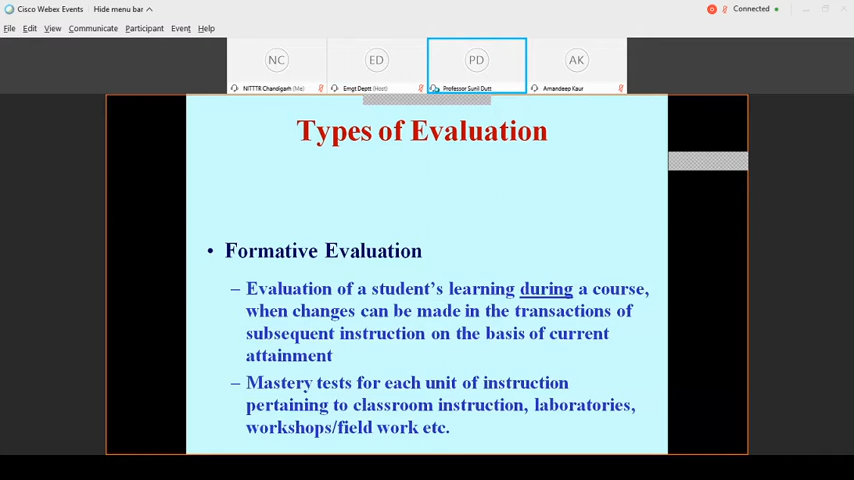 Cisco Webex Events Hide menu bar Connected
File Edit View Communicate Participant Event Help
NC ED PD AK
NITTTR Chandigarh (Me) Emgt Deptt (Host) Professor Sunil Dutt Amandeep Kaur
Types of Evaluation
• Formative Evaluation
– Evaluation of a student's learning during a course,
when changes can be made in the transactions of
subsequent instruction on the basis of current
attainment
– Mastery tests for each unit of instruction
pertaining to classroom instruction, laboratories,
workshops/field work etc.